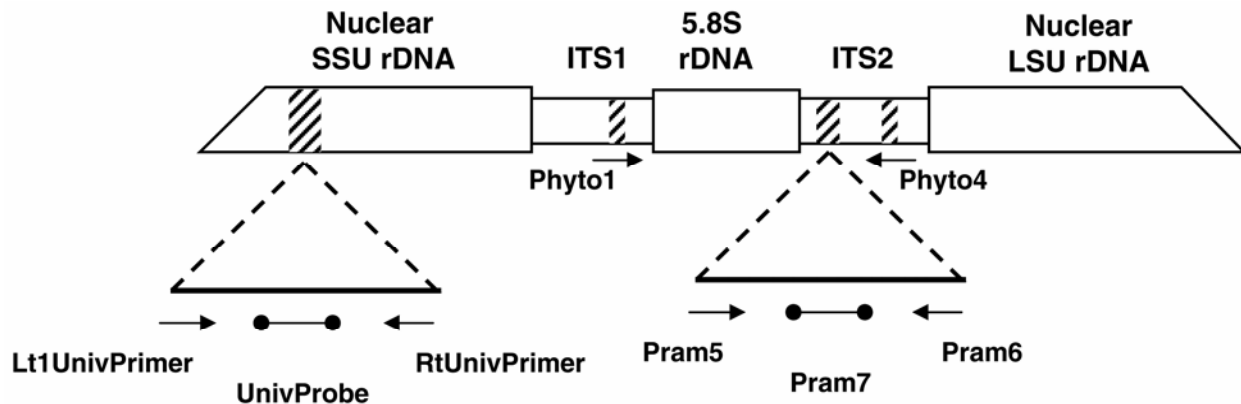 Nuclear
SSU rDNA
ITS1
5.8S
rDNA
ITS2
Nuclear
LSU rDNA
Phyto1
Phyto4
Lt1UnivPrimer
UnivProbe
RtUnivPrimer
Pram5
Pram7
Pram6